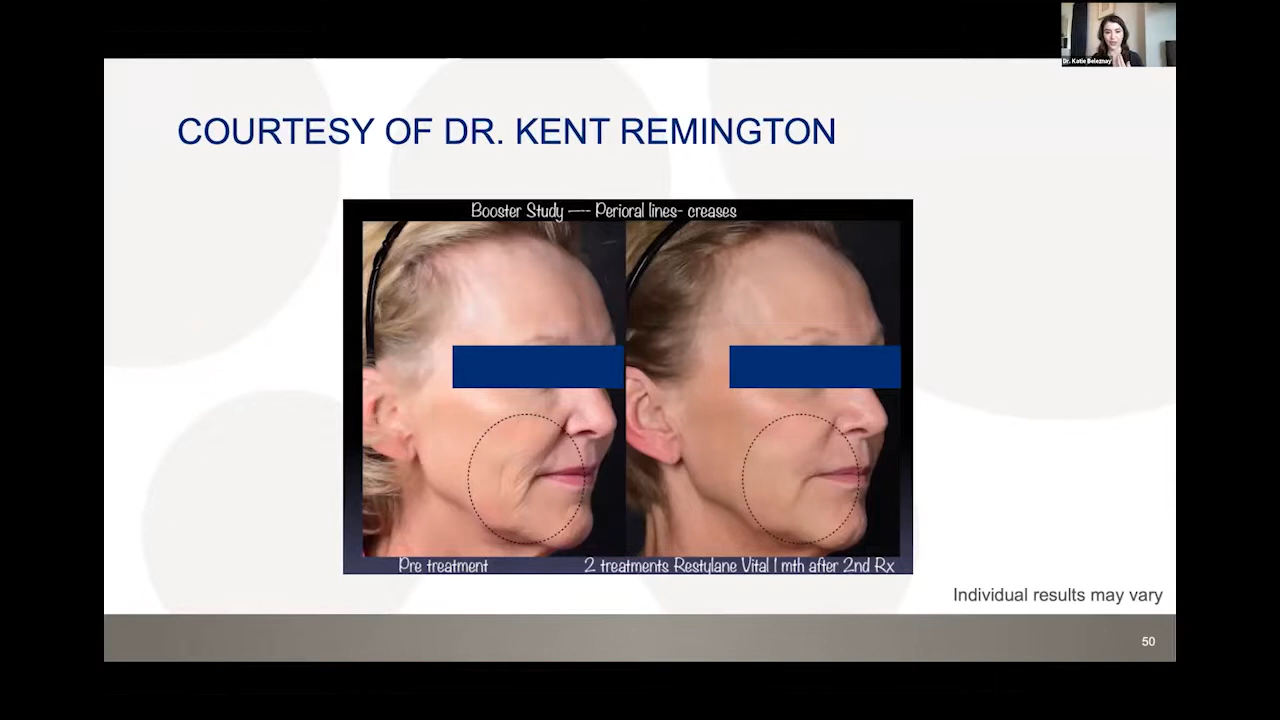 Dr. Katie Beleznay
COURTESY OF DR. KENT REMINGTON
Booster Study —– Perioral lines- creases
Pre treatment
2 treatments Restylane Vital 1 mth after 2nd Rx
Individual results may vary
50